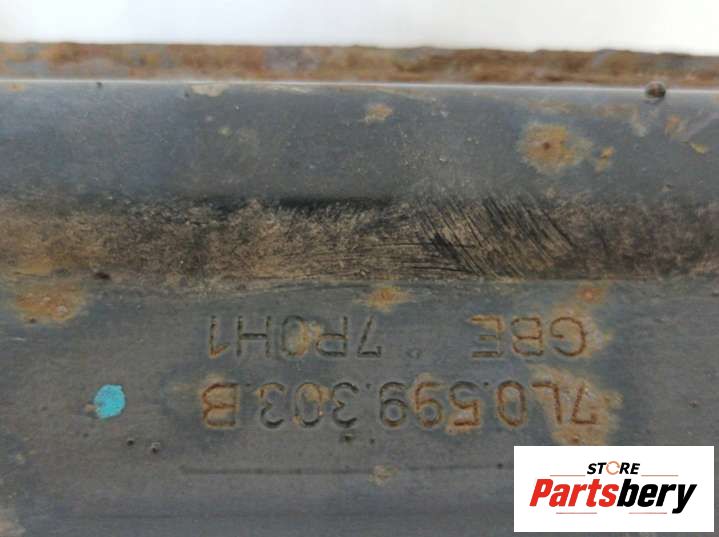 7L0.599.303.B
GBE 7R0H1
STORE
Partsbery